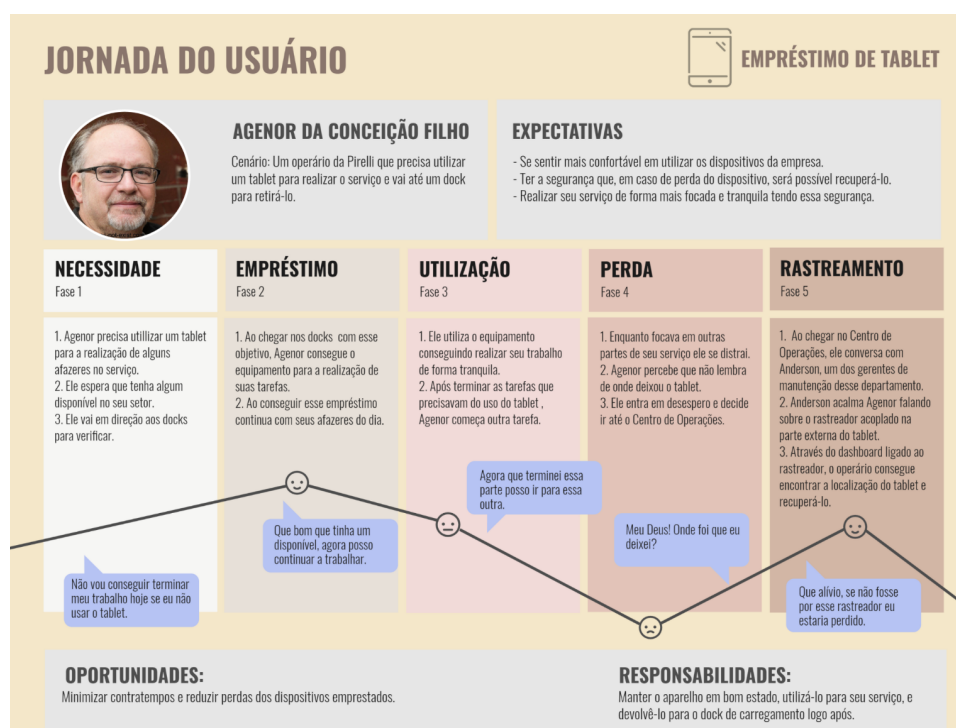 JORNADA DO USUÁRIO
EMPRÉSTIMO DE TABLET
AGENOR DA CONCEIÇÃO FILHO
Cenário: Um operário da Pirelli que precisa utilizar
um tablet para realizar o serviço e vai até um dock
para retirá-lo.
EXPECTATIVAS
- Se sentir mais confortável em utilizar os dispositivos da empresa.
- Ter a segurança que, em caso de perda do dispositivo, será possível recuperá-lo.
- Realizar seu serviço de forma mais focada e tranquila tendo essa segurança.
NECESSIDADE
Fase 1
1. Agenor precisa utillizar um tablet
para a realização de alguns
afazeres no serviço.
2. Ele espera que tenha algum
disponível no seu setor.
3. Ele vai em direção aos docks
para verificar.
Não vou conseguir terminar
meu trabalho hoje se eu não
usar o tablet.
EMPRÉSTIMO
Fase 2
1. Ao chegar nos docks com esse
objetivo, Agenor consegue o
equipamento para a realização de
suas tarefas.
2. Ao conseguir esse empréstimo
continua com seus afazeres do dia.
Que bom que tinha um
disponível, agora posso
continuar a trabalhar.
UTILIZAÇÃO
Fase 3
1. Ele utiliza o equipamento
conseguindo realizar seu trabalho
de forma tranquila.
2. Após terminar as tarefas que
precisavam do uso do tablet ,
Agenor começa outra tarefa.
Agora que terminei essa
parte posso ir para essa
outra.
PERDA
Fase 4
1. Enquanto focava em outras
partes de seu serviço ele se distrai.
2. Agenor percebe que não lembra
de onde deixou o tablet.
3. Ele entra em desespero e decide
ir até o Centro de Operações.
Meu Deus! Onde foi que eu
deixei?
RASTREAMENTO
Fase 5
1. Ao chegar no Centro de
Operações, ele conversa com
Anderson, um dos gerentes de
manutenção desse departamento.
2. Anderson acalma Agenor falando
sobre o rastreador acoplado na
parte externa do tablet.
3. Através do dashboard ligado ao
rastreador, o operário consegue
encontrar a localização do tablet e
recuperá-lo.
Que alívio, se não fosse
por esse rastreador eu
estaria perdido.
OPORTUNIDADES:
Minimizar contratempos e reduzir perdas dos dispositivos emprestados.
RESPONSABILIDADES:
Manter o aparelho em bom estado, utilizá-lo para seu serviço, e
devolvê-lo para o dock de carregamento logo após.